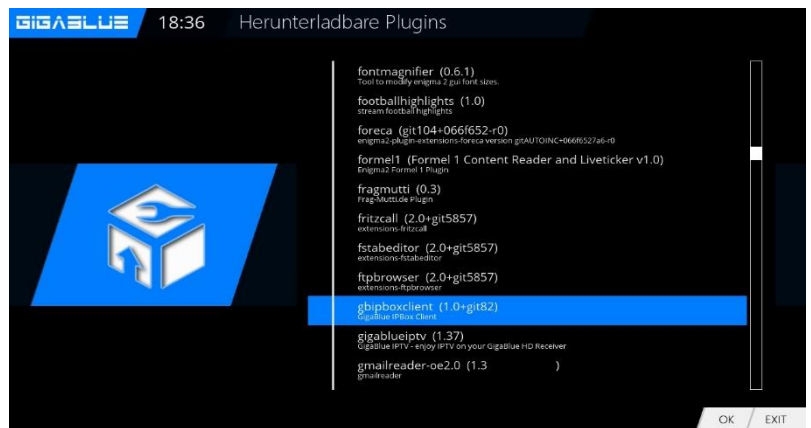 GIGABLUE 18:36 Herunterladbare Plugins
fontmagnifier (0.6.1)
Tool to modify enigma 2 gui font sizes.
footballhighlights (1.0)
stream football highlights
foreca (git104+066f652-r0)
enigma2-plugin-extensions-foreca version gitAUTOINC+066f6527a6-r0
formel1 (Formel 1 Content Reader and Liveticker v1.0)
Enigma2 Formel 1 Plugin
fragmutti (0.3)
Frag-Mutti.de Plugin
fritzcall (2.0+git5857)
extensions-fritzcall
fstabeditor (2.0+git5857)
extensions-fstabeditor
ftpbrowser (2.0+git5857)
extensions-ftpbrowser
gbipboxclient (1.0+git82)
GigaBlue IPBox Client
gigablueiptv (1.37)
GigaBlue IPTV - enjoy IPTV on your GigaBlue HD Receiver
gmailreader-oe2.0 (1.3 )
gmailreader
OK EXIT